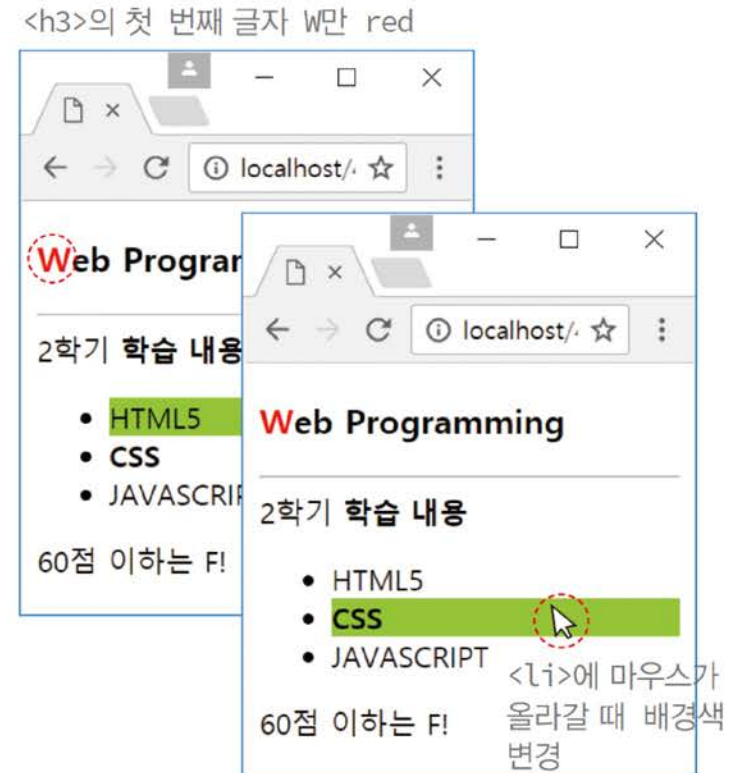 <h3>의 첫 번째 글자 W만 red
localhost/
Web Prograr
2학기 학습 내용
HTML5
CSS
JAVASCRIF
60점 이하는 F!
localhost/
Web Programming
2학기 학습 내용
HTML5
CSS
JAVASCRIPT
60점 이하는 F!
<li>에 마우스가
올라갈 때 배경색
변경